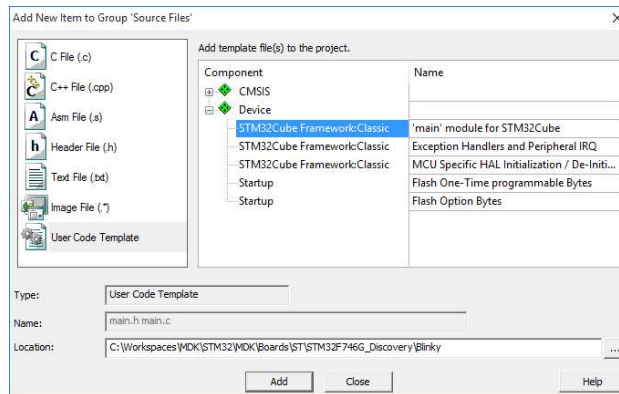 Add New Item to Group 'Source Files'
C File (.c)
C++ File (.cpp)
Asm File (.s)
Header File (.h)
Text File (.txt)
Image File (.*)
User Code Template
Add template file(s) to the project.
Component Name
CMSIS
Device
STM32Cube Framework:Classic 'main' module for STM32Cube
STM32Cube Framework:Classic Exception Handlers and Peripheral IRQ
STM32Cube Framework:Classic MCU Specific HAL Initialization / De-Initi...
Startup Flash One-Time programmable Bytes
Startup Flash Option Bytes
Type: User Code Template
Name: main.h main.c
Location: C:\Workspaces\MDK\STM32\MDK\Boards\ST\STM32F746G_Discovery\Blinky ...
Add Close Help